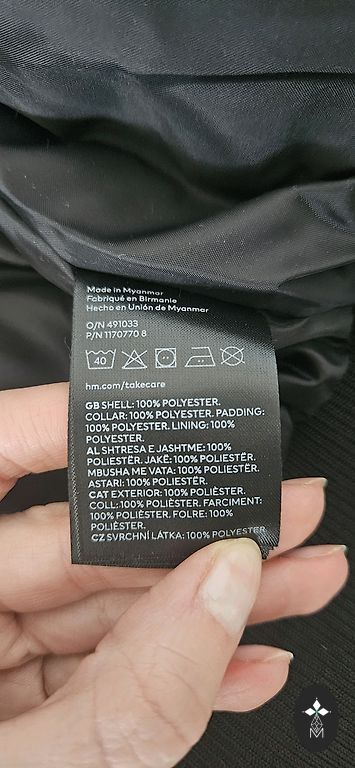 Made in Myanmar
Fabriqué en Birmanie
Hecho en Unión de Myanmar
O/N 491033
P/N 1170770 8
40
hm.com/takecare
GB SHELL: 100% POLYESTER.
COLLAR: 100% POLYESTER. PADDING:
100% POLYESTER. LINING: 100%
POLYESTER.
AL SHTRESA E JASHTME: 100%
POLIESTËR. JAKË: 100% POLIESTËR.
MBUSHA ME VATA: 100% POLIESTËR.
ASTARI: 100% POLIESTËR.
CAT EXTERIOR: 100% POLIÈSTER.
COLL: 100% POLIÈSTER. FARCIMENT:
100% POLIÈSTER. FOLRE: 100%
POLIÈSTER.
CZ SVRCHNÍ LÁTKA: 100% POLYESTER.
M